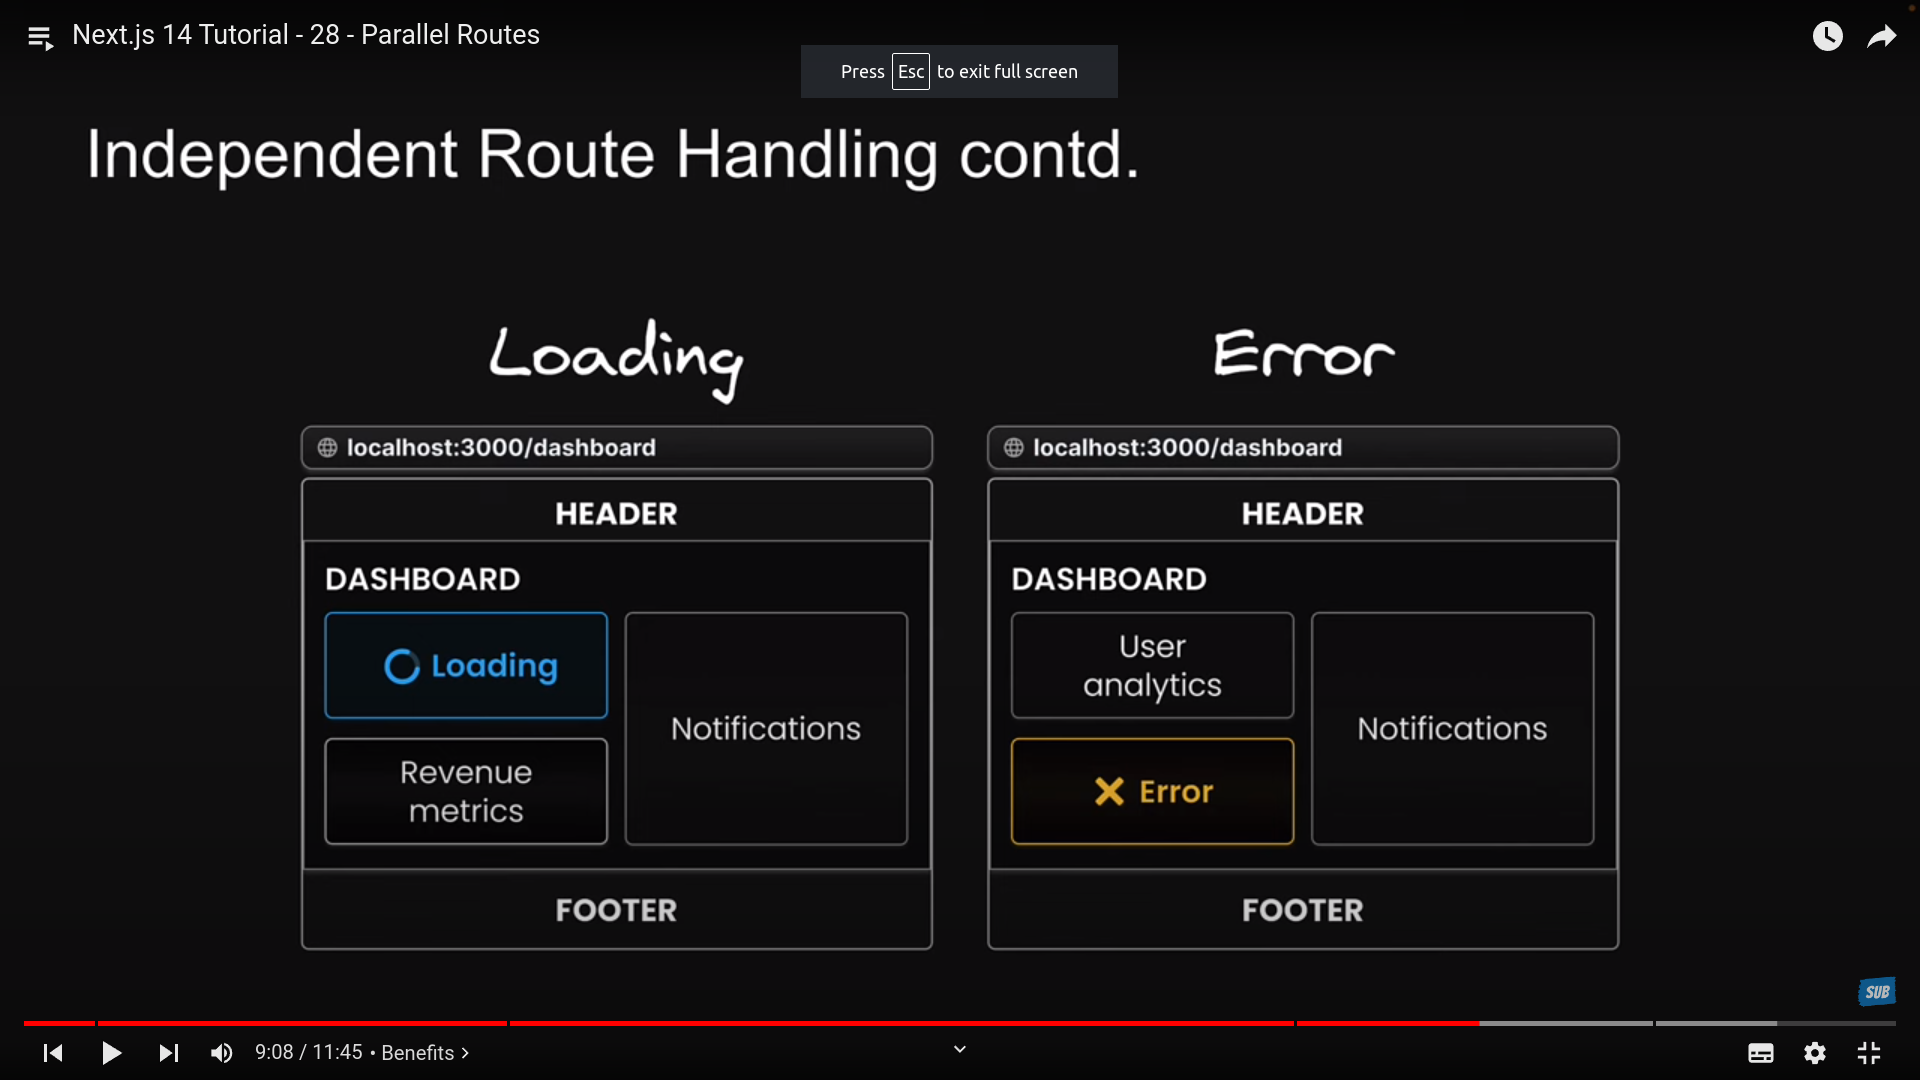 Next.js 14 Tutorial - 28 - Parallel Routes
Press Esc to exit full screen
Independent Route Handling contd.
Loading
localhost:3000/dashboard
HEADER
DASHBOARD
Loading
Revenue
metrics
Notifications
FOOTER
Error
localhost:3000/dashboard
HEADER
DASHBOARD
User
analytics
Error
Notifications
FOOTER
SUB
9:08 / 11:45 • Benefits >